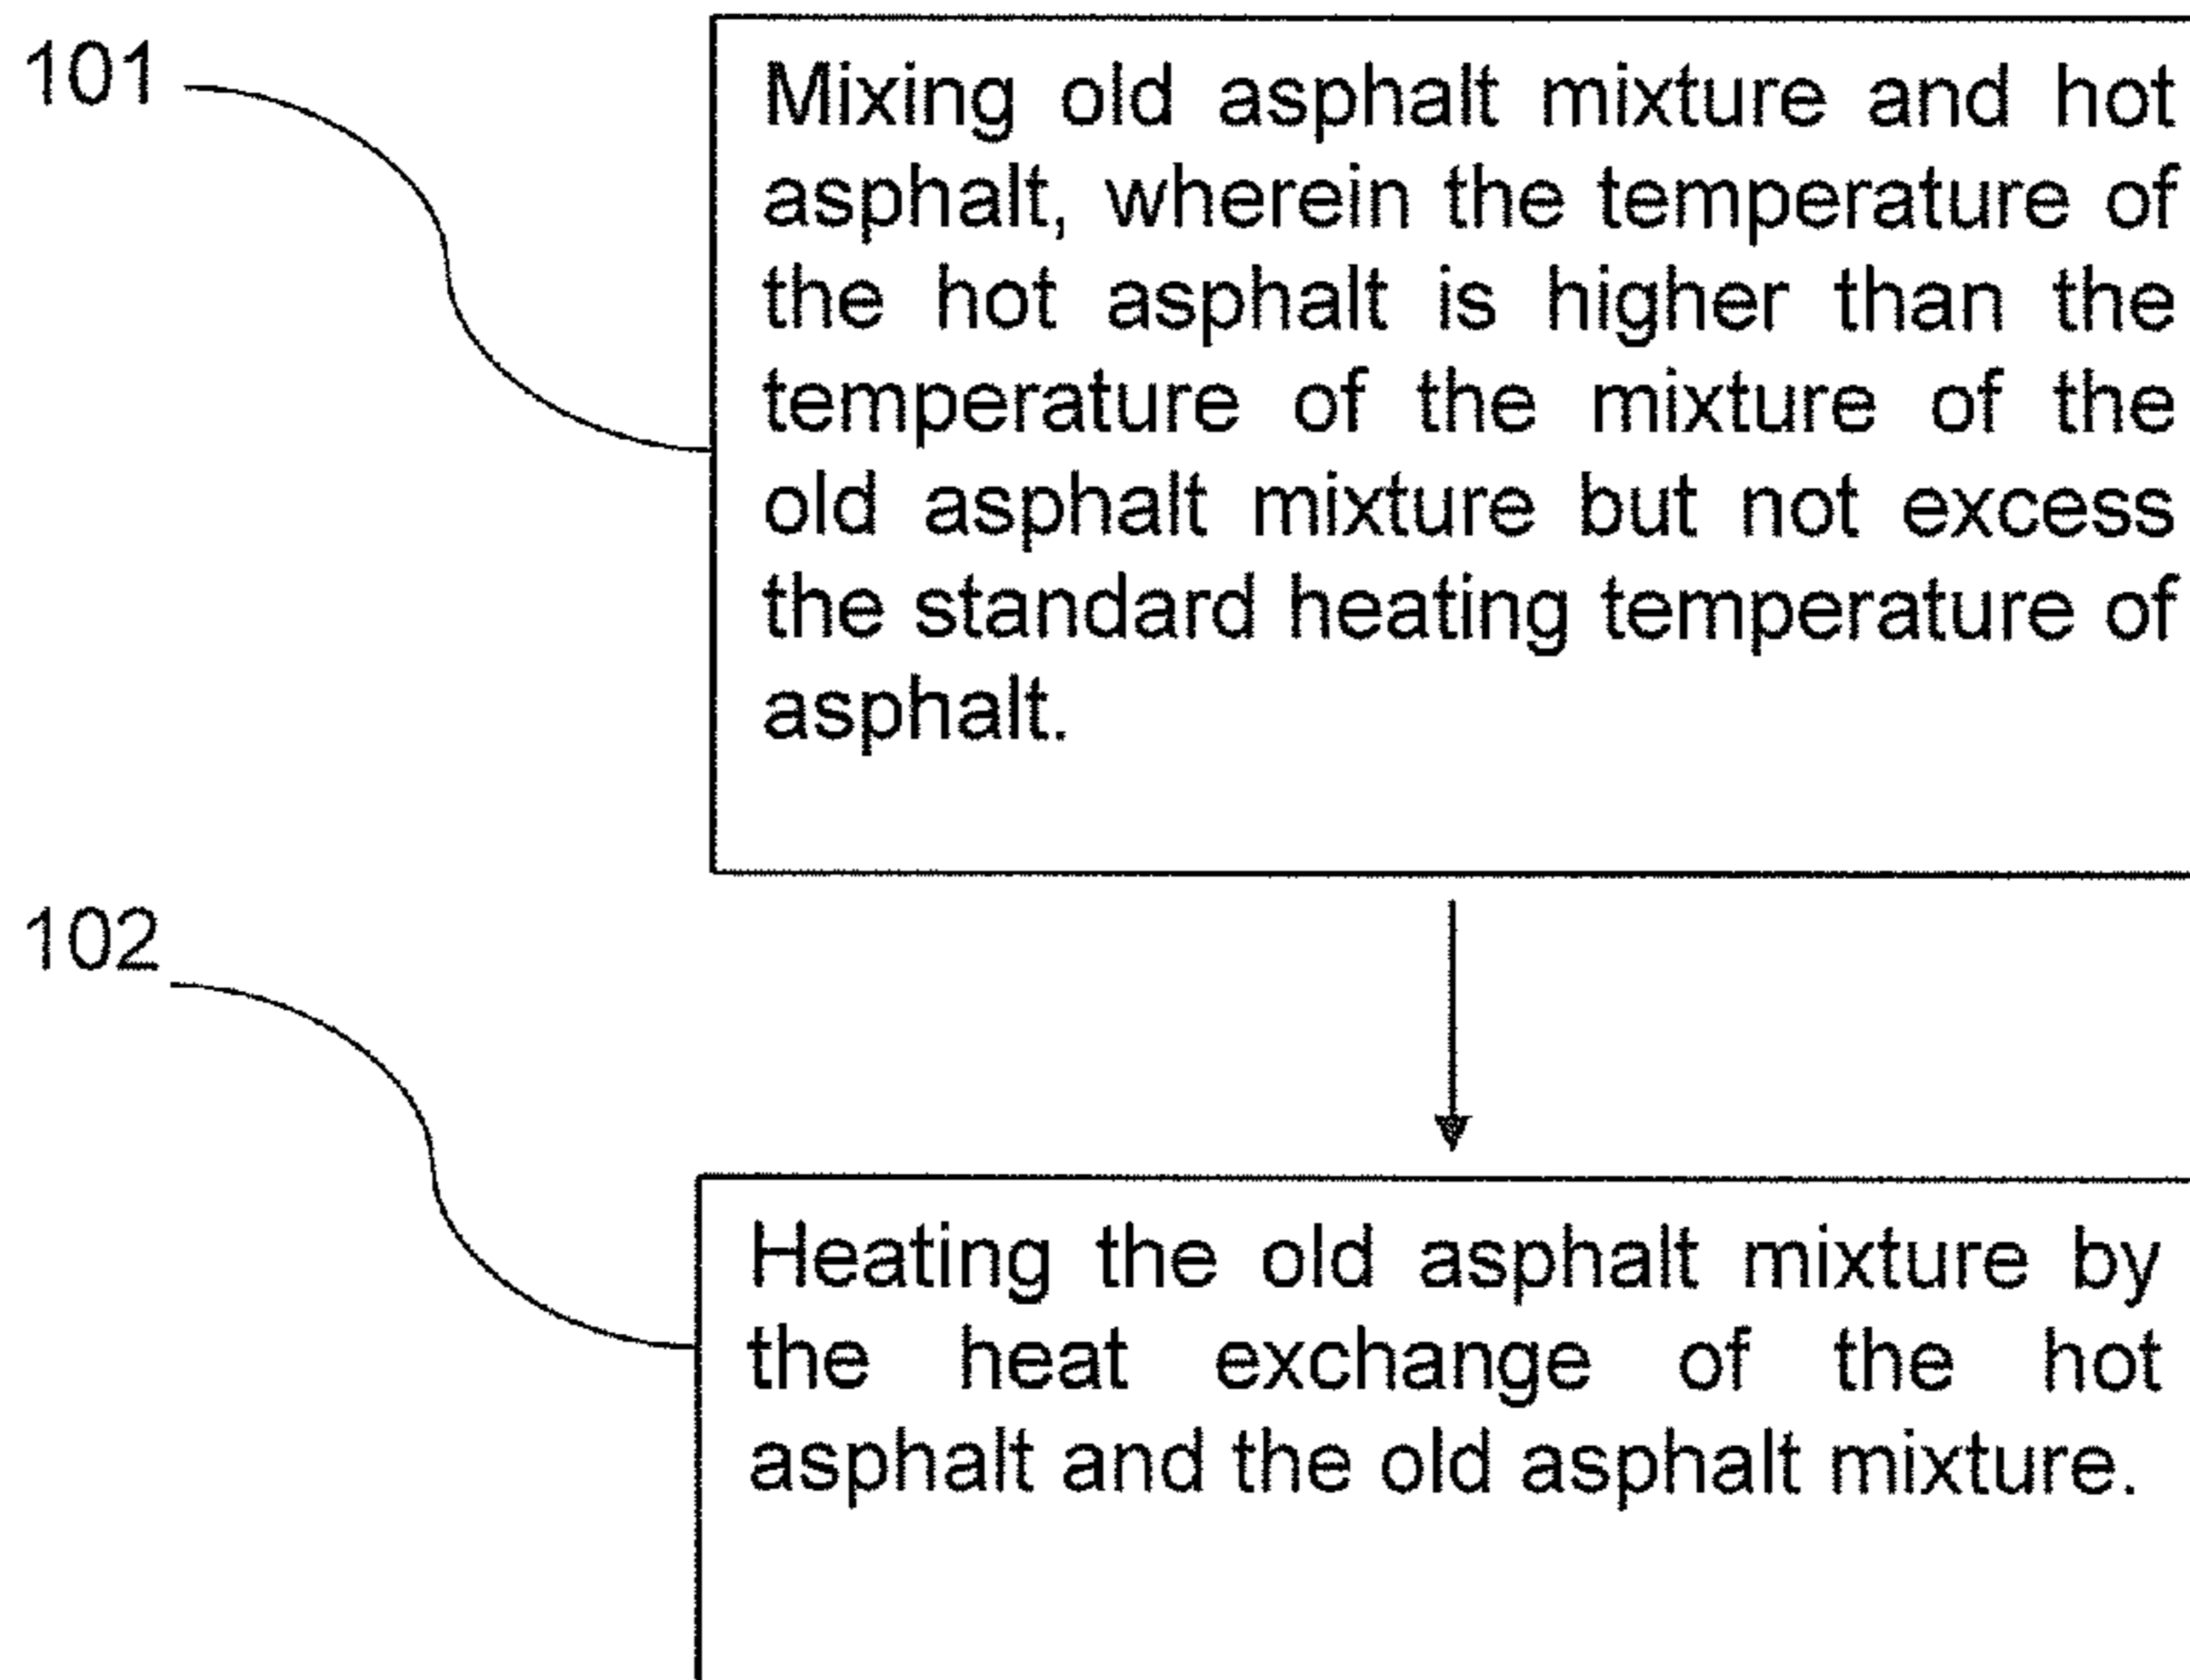 101
Mixing old asphalt mixture and hot
asphalt, wherein the temperature of
the hot asphalt is higher than the
temperature of the mixture of the
old asphalt mixture but not excess
the standard heating temperature of
asphalt.
102
Heating the old asphalt mixture by
the heat exchange of the hot
asphalt and the old asphalt mixture.